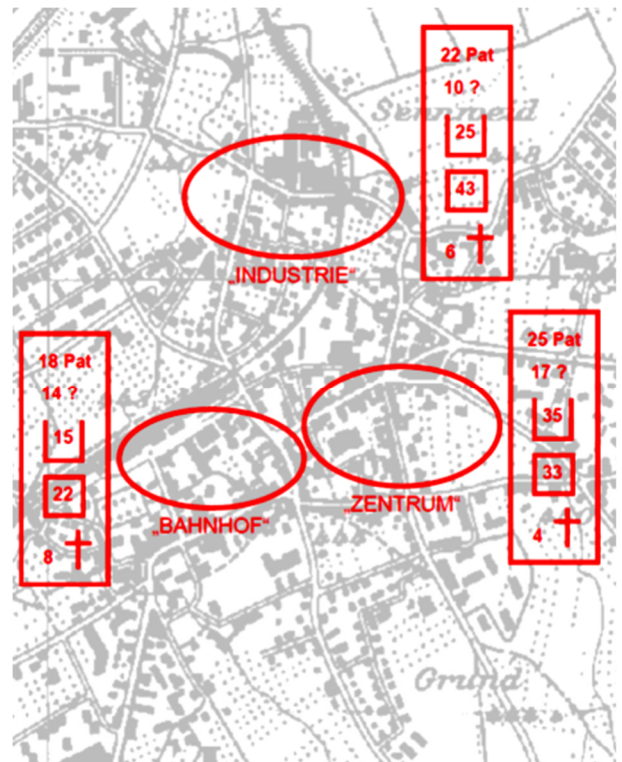 22 Pat
10 ?
25
43
6
„INDUSTRIE“
18 Pat
14 ?
15
22
8
„BAHNHOF“
25 Pat
17 ?
35
33
4
„ZENTRUM“
Grund